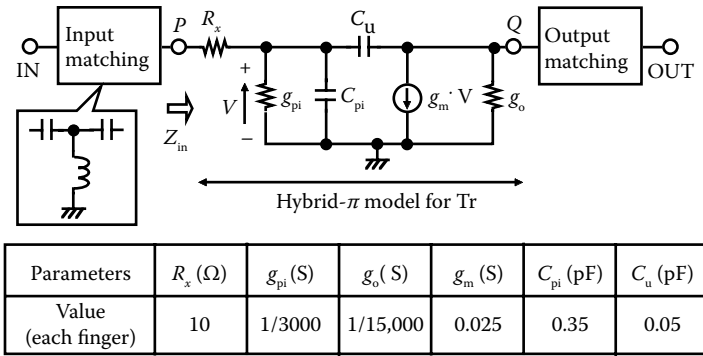 Input
matching
P
R_x
C_u
Q
Output
matching
IN
OUT
+
V
−
g_pi
C_pi
g_m · V
g_o
Z_in
Hybrid-π model for Tr
Parameters R_x (Ω) g_pi (S) g_o( S) g_m (S) C_pi (pF) C_u (pF)
Value
(each finger) 10 1/3000 1/15,000 0.025 0.35 0.05